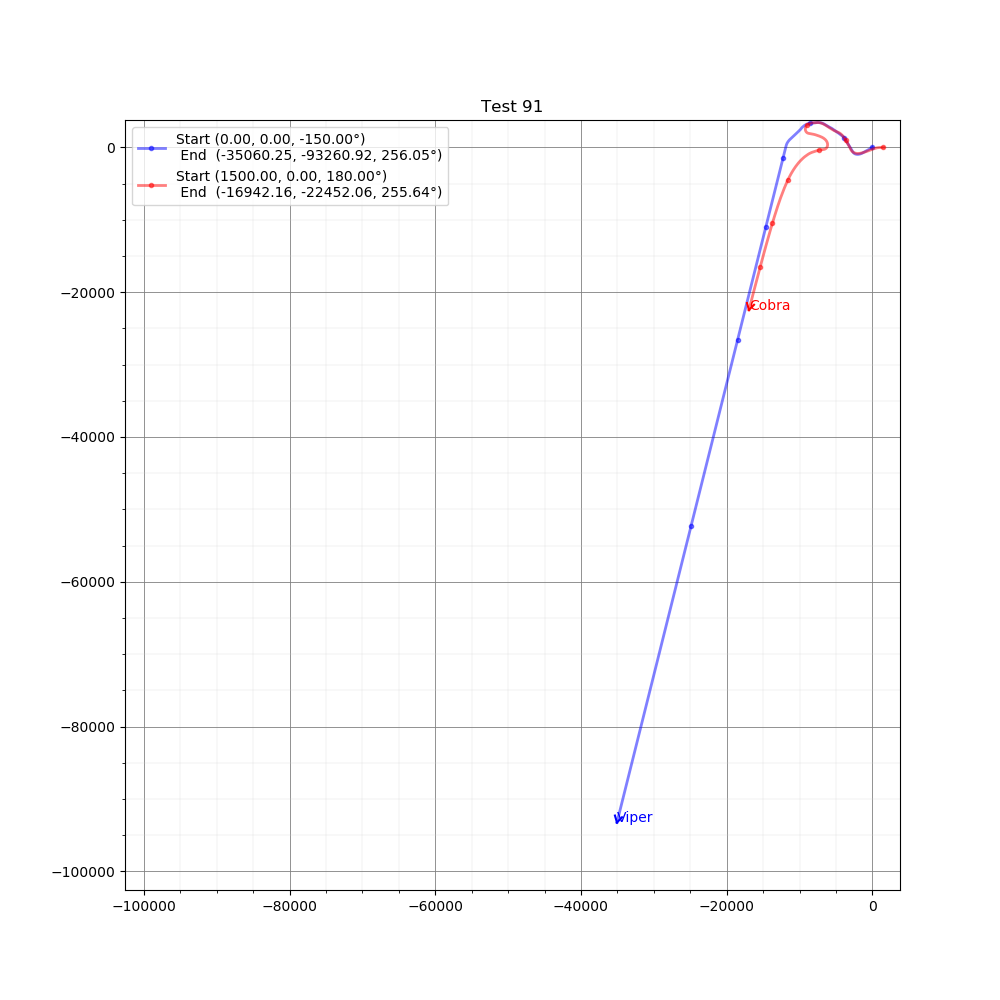 Test 91
Start (0.00, 0.00, -150.00°)
End (-35060.25, -93260.92, 256.05°)
Start (1500.00, 0.00, 180.00°)
End (-16942.16, -22452.06, 255.64°)
0
−20000
−40000
−60000
−80000
−100000
Cobra
Viper
−100000
−80000
−60000
−40000
−20000
0